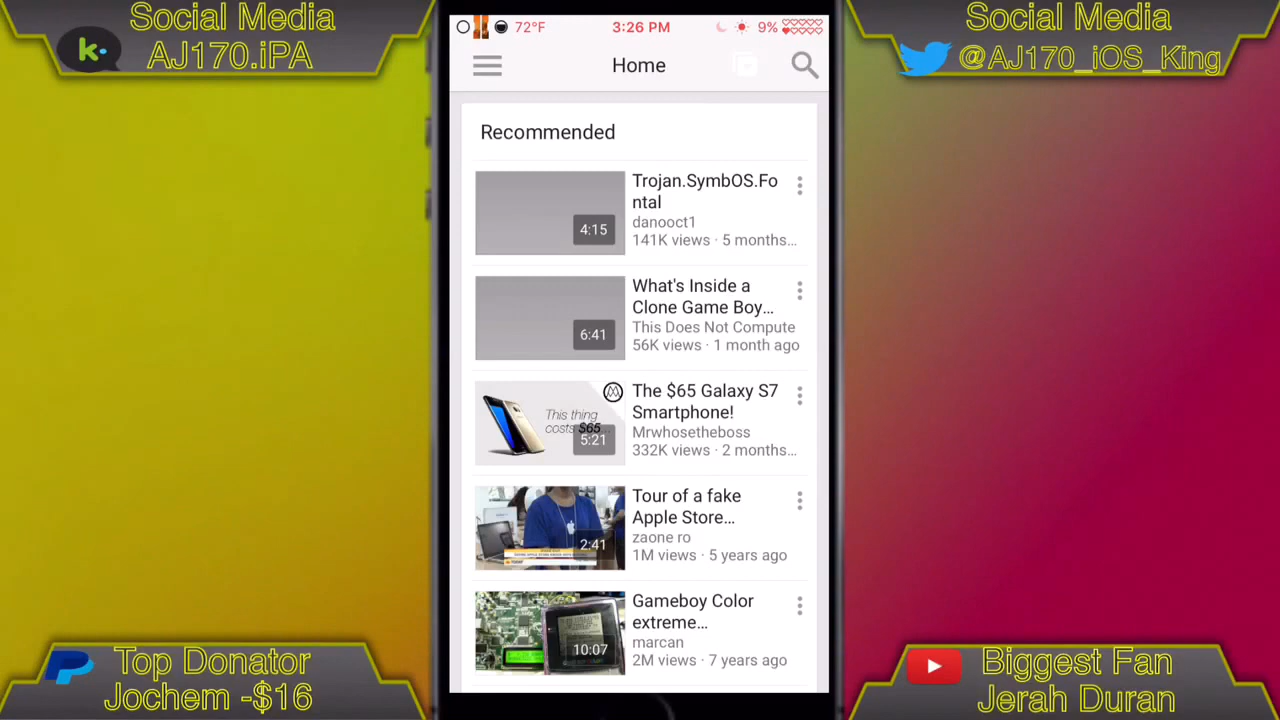 Social Media
AJ170.iPA
Social Media
@AJ170_iOS_King
72°F
3:26 PM
9%
Home
Recommended
Trojan.SymbOS.Fo
ntal
danooct1
141K views · 5 months...
4:15
What's Inside a
Clone Game Boy...
This Does Not Compute
56K views · 1 month ago
6:41
The $65 Galaxy S7
Smartphone!
Mrwhosetheboss
332K views · 2 months...
This thing
costs $65...
5:21
Tour of a fake
Apple Store...
zaone ro
1M views · 5 years ago
2:41
Gameboy Color
extreme...
marcan
2M views · 7 years ago
10:07
Top Donator
Jochem -$16
Biggest Fan
Jerah Duran